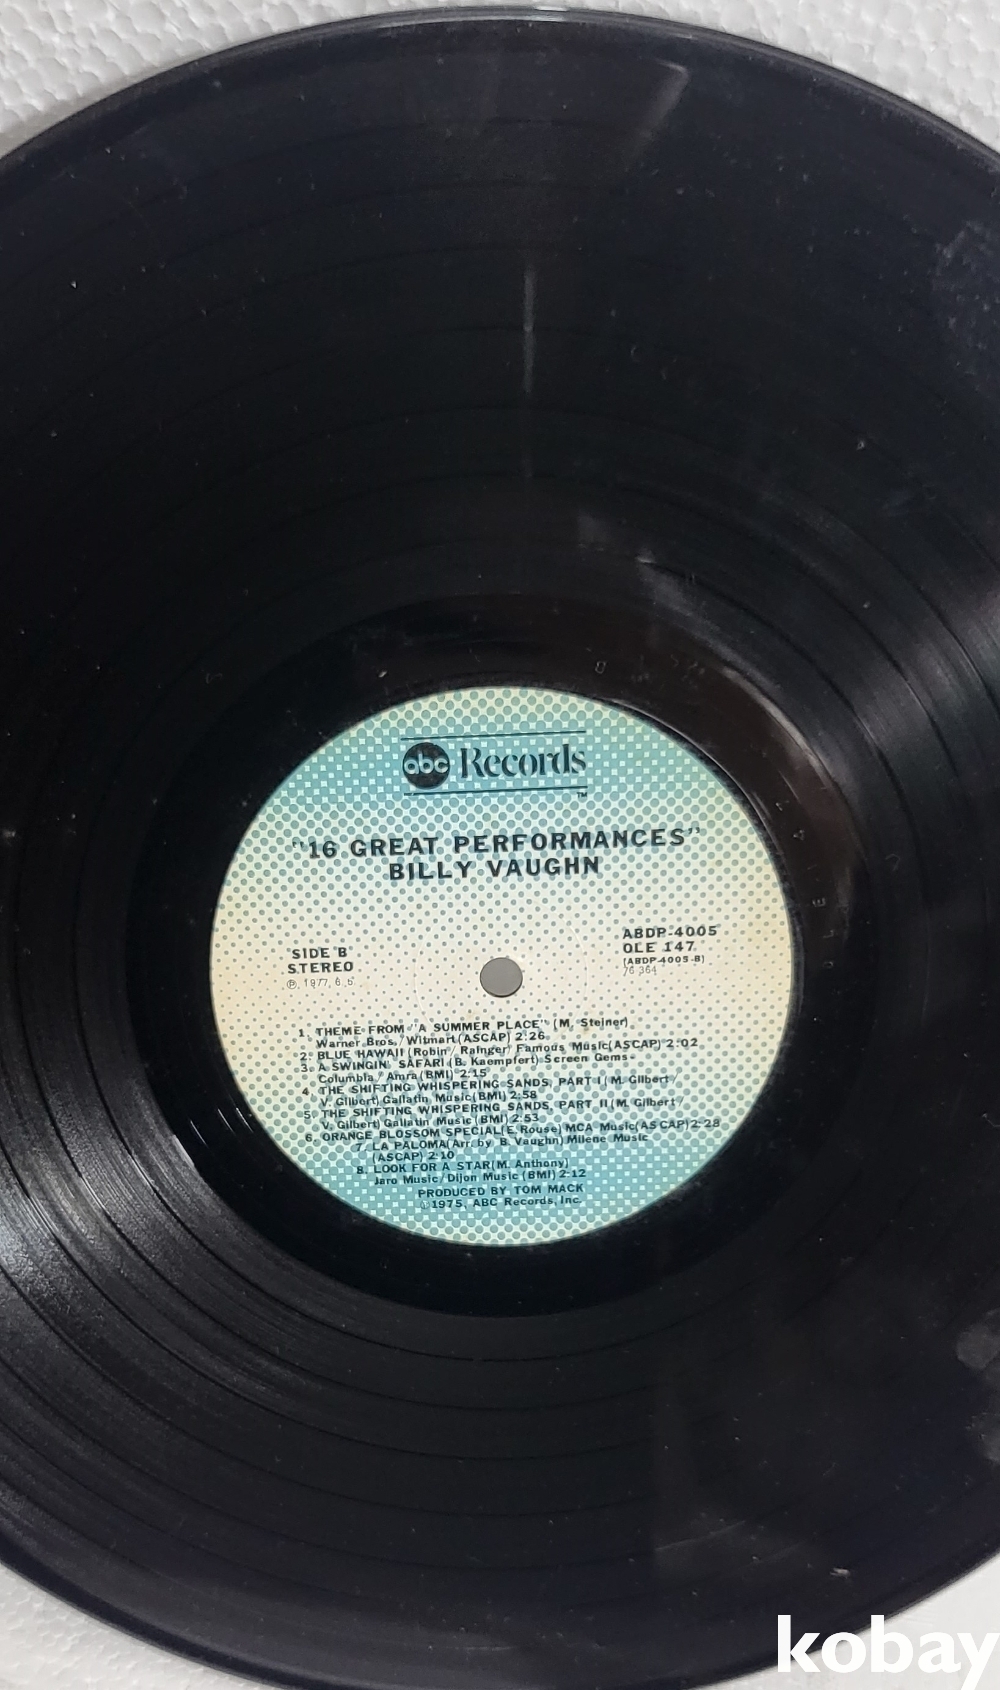 abc Records
TM
"16 GREAT PERFORMANCES"
BILLY VAUGHN
SIDE B
STEREO
℗. 1977. 6. 5
ABDP-4005
OLE 147
(ABDP 4005-B)
76 364
1. THEME FROM "A SUMMER PLACE" (M. Steiner)
Warner Bros./Witmart(ASCAP) 2:26
2. BLUE HAWAII (Robin/Rainger) Famous Music(ASCAP) 2:02
3. A SWINGIN' SAFARI (B. Kaempfert) Screen Gems-
Columbia/Amra(BMI) 2:15
4. THE SHIFTING WHISPERING SANDS, PART I (M. Gilbert/
V. Gilbert) Gallatin Music(BMI) 2:58
5. THE SHIFTING WHISPERING SANDS, PART II (M. Gilbert/
V. Gilbert) Gallatin Music(BMI) 2:53
6. ORANGE BLOSSOM SPECIAL(E. Rouse) MCA Music(ASCAP)2:28
7. LA PALOMA(Arr. by B. Vaughn) Milene Music
(ASCAP) 2:10
8. LOOK FOR A STAR(M. Anthony)
Jaro Music/Dijon Music (BMI) 2:12
PRODUCED BY TOM MACK
1975, ABC Records, Inc.
kobay